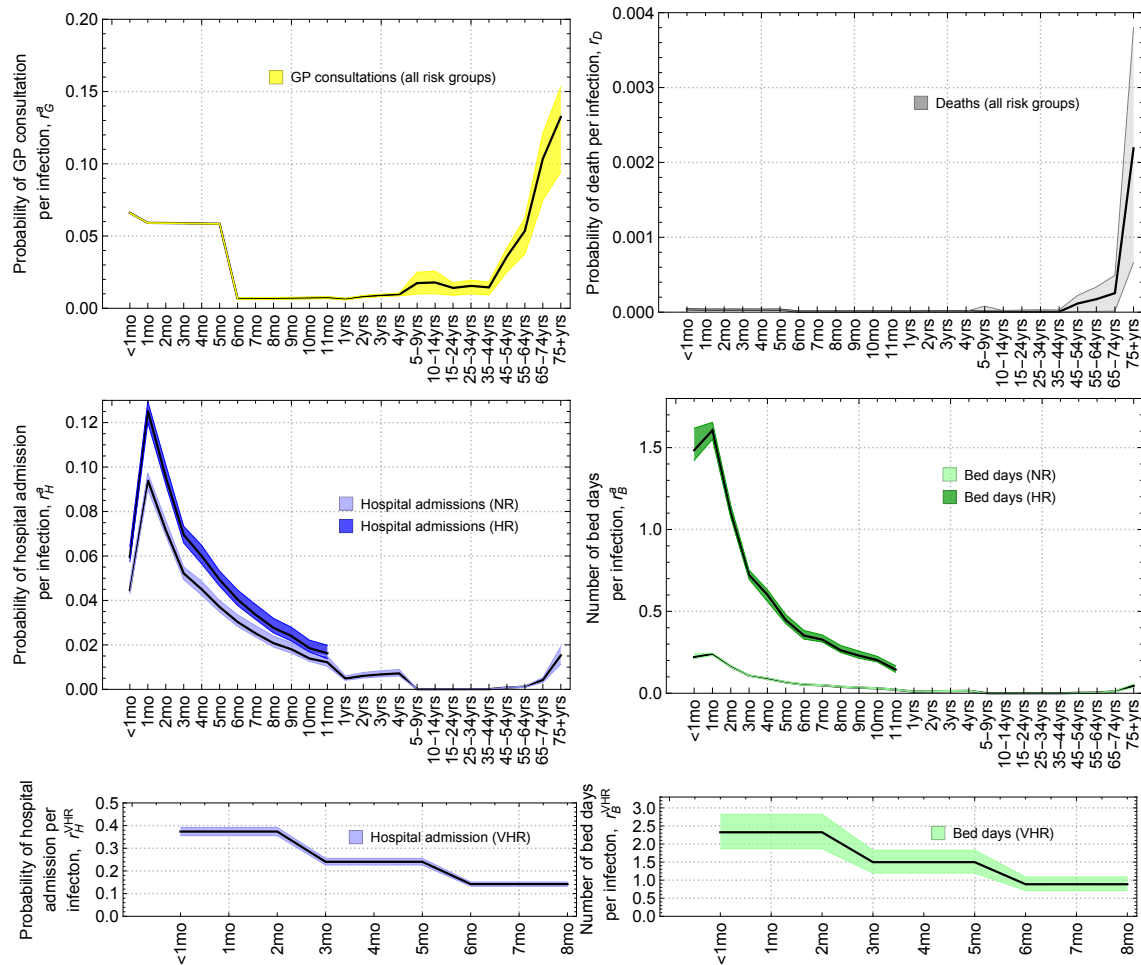 Probability of GP consultation
per infection, r_G^a
0.20
0.15
0.10
0.05
0.00
GP consultations (all risk groups)
<1mo
1mo
2mo
3mo
4mo
5mo
6mo
7mo
8mo
9mo
10mo
11mo
1yrs
2yrs
3yrs
4yrs
5-9yrs
10-14yrs
15-24yrs
25-34yrs
35-44yrs
45-54yrs
55-64yrs
65-74yrs
75+yrs
Probability of death per infection, r_D
0.004
0.003
0.002
0.001
0.000
Deaths (all risk groups)
<1mo
1mo
2mo
3mo
4mo
5mo
6mo
7mo
8mo
9mo
10mo
11mo
1yrs
2yrs
3yrs
4yrs
5-9yrs
10-14yrs
15-24yrs
25-34yrs
35-44yrs
45-54yrs
55-64yrs
65-74yrs
75+yrs
Probability of hospital admission
per infection, r_H^a
0.12
0.10
0.08
0.06
0.04
0.02
0.00
Hospital admissions (NR)
Hospital admissions (HR)
<1mo
1mo
2mo
3mo
4mo
5mo
6mo
7mo
8mo
9mo
10mo
11mo
1yrs
2yrs
3yrs
4yrs
5-9yrs
10-14yrs
15-24yrs
25-34yrs
35-44yrs
45-54yrs
55-64yrs
65-74yrs
75+yrs
Number of bed days
per infection, r_B^a
1.5
1.0
0.5
0.0
Bed days (NR)
Bed days (HR)
<1mo
1mo
2mo
3mo
4mo
5mo
6mo
7mo
8mo
9mo
10mo
11mo
1yrs
2yrs
3yrs
4yrs
5-9yrs
10-14yrs
15-24yrs
25-34yrs
35-44yrs
45-54yrs
55-64yrs
65-74yrs
75+yrs
Probability of hospital
admission per
infecton, r_H^VHR
0.5
0.4
0.3
0.2
0.1
0.0
Hospital admission (VHR)
<1mo
1mo
2mo
3mo
4mo
5mo
6mo
7mo
8mo
Number of bed days
per infecton, r_B^VHR
3.0
2.5
2.0
1.5
1.0
0.5
0.0
Bed days (VHR)
<1mo
1mo
2mo
3mo
4mo
5mo
6mo
7mo
8mo